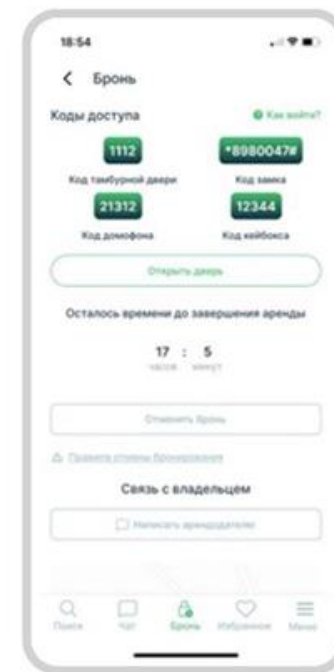 18:54
Бронь
Коды доступа
Как войти?
1112
*8980047#
Код тамбурной двери
Код замка
21312
12344
Код домофона
Код кейбокса
Открыть дверь
Осталось времени до завершения аренды
17 : 5
часов минут
Отменить бронь
Правила отмены бронирования
Связь с владельцем
Написать арендодателю
Поиск
Чат
Бронь
Избранное
Меню